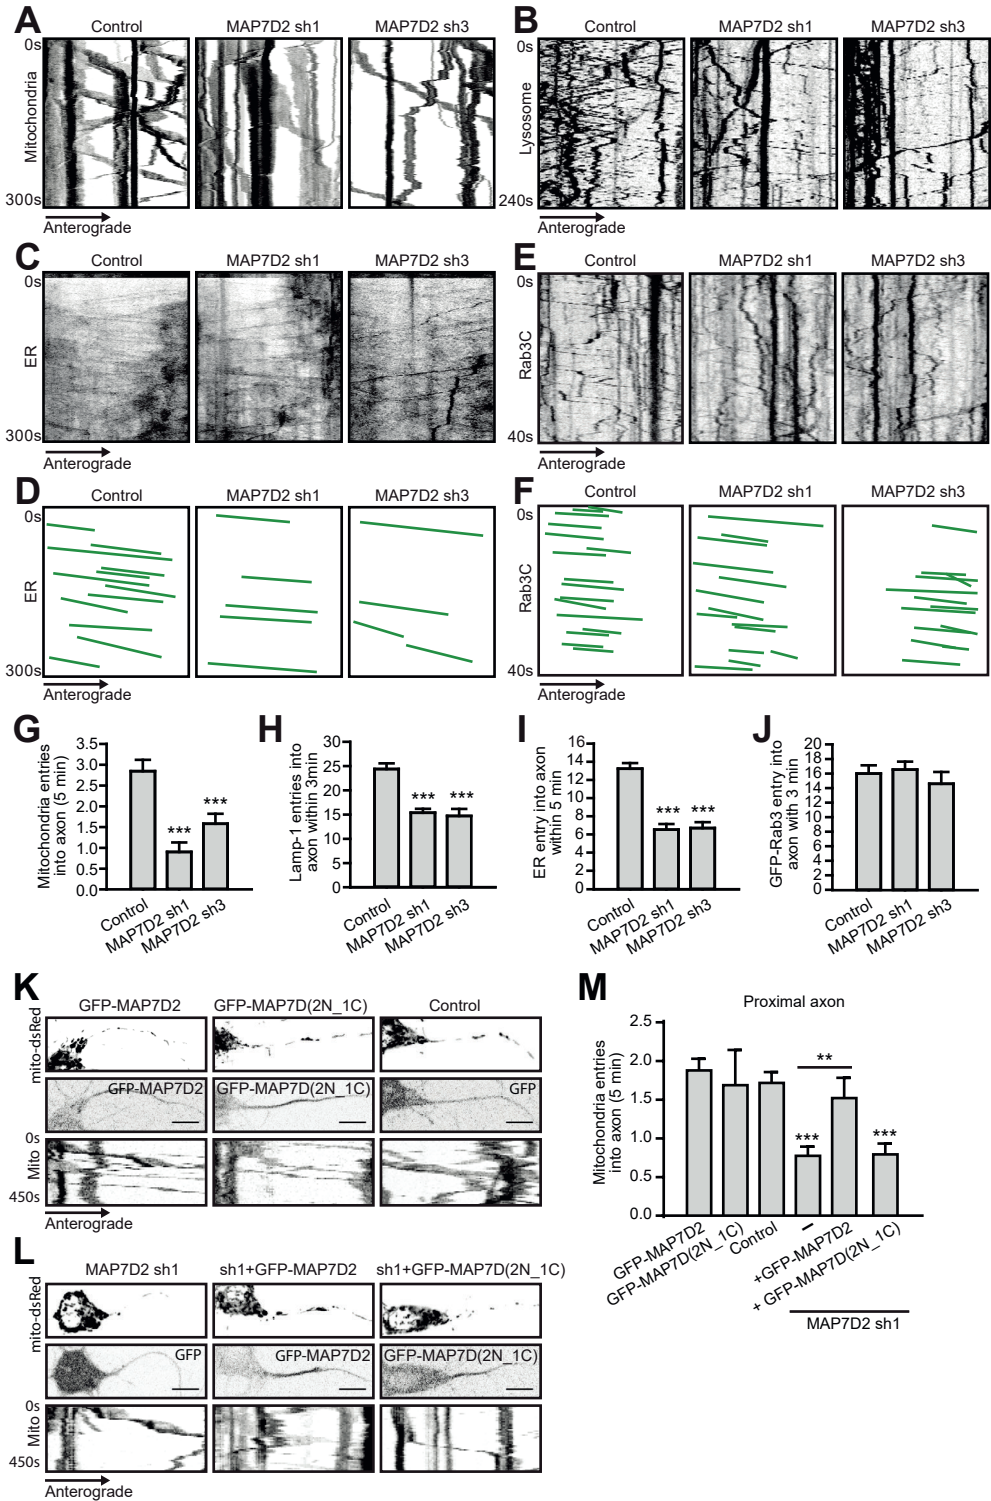 A
Control
MAP7D2 sh1
MAP7D2 sh3
Mitochondria
0s
300s
Anterograde
B
Control
MAP7D2 sh1
MAP7D2 sh3
Lysosome
0s
240s
Anterograde
C
Control
MAP7D2 sh1
MAP7D2 sh3
ER
0s
300s
Anterograde
E
Control
MAP7D2 sh1
MAP7D2 sh3
Rab3C
0s
40s
Anterograde
D
Control
MAP7D2 sh1
MAP7D2 sh3
ER
0s
300s
Anterograde
F
Control
MAP7D2 sh1
MAP7D2 sh3
Rab3C
0s
40s
Anterograde
G
Mitochondria entries
into axon (5 min)
3.5
3.0
2.5
2.0
1.5
1.0
0.5
0.0
***
***
Control
MAP7D2 sh1
MAP7D2 sh3
H
Lamp-1 entries into
axon within 3min
30
25
20
15
10
5
0
***
***
Control
MAP7D2 sh1
MAP7D2 sh3
I
ER entry into axon
within 5 min
16
14
12
10
8
6
4
2
0
***
***
Control
MAP7D2 sh1
MAP7D2 sh3
J
GFP-Rab3 entry into
axon with 3 min
20
18
16
14
12
10
8
6
4
2
0
Control
MAP7D2 sh1
MAP7D2 sh3
K
GFP-MAP7D2
GFP-MAP7D(2N_1C)
Control
mito-dsRed
GFP-MAP7D2
GFP-MAP7D(2N_1C)
GFP
0s
Mito
450s
Anterograde
L
MAP7D2 sh1
sh1+GFP-MAP7D2
sh1+GFP-MAP7D(2N_1C)
mito-dsRed
GFP
GFP-MAP7D2
GFP-MAP7D(2N_1C)
0s
Mito
450s
Anterograde
M
Proximal axon
Mitochondria entries
into axon (5 min)
2.5
2.0
1.5
1.0
0.5
0.0
***
**
***
GFP-MAP7D2
GFP-MAP7D(2N_1C)
Control
–
+GFP-MAP7D2
+ GFP-MAP7D(2N_1C)
MAP7D2 sh1